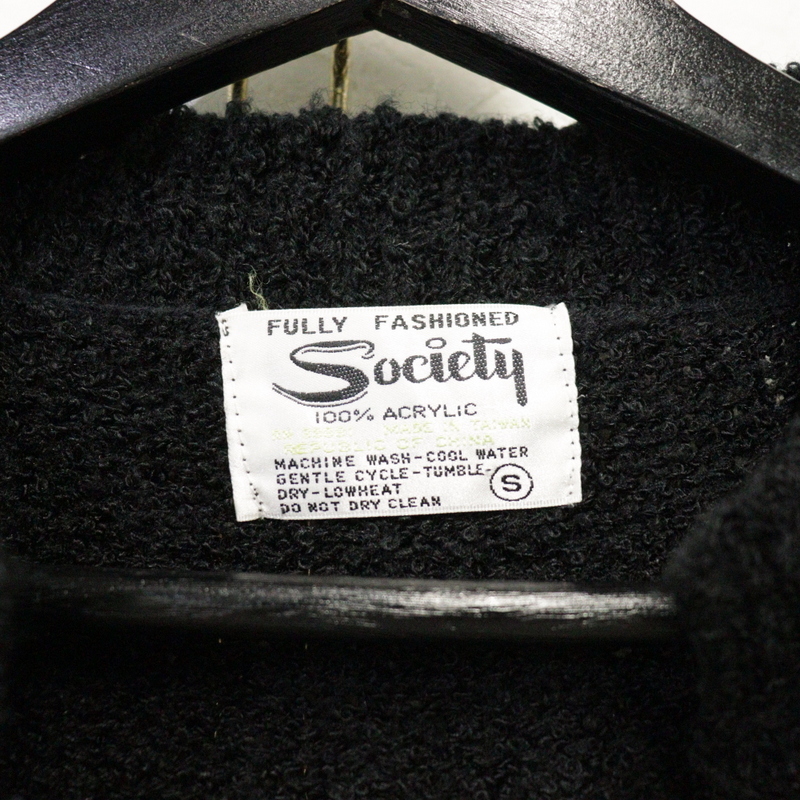 FULLY FASHIONED
Society
100% ACRYLIC
MADE IN TAIWAN
REPUBLIC OF CHINA
MACHINE WASH-COOL WATER
GENTLE CYCLE-TUMBLE-
DRY-LOWHEAT
DO NOT DRY CLEAN
S